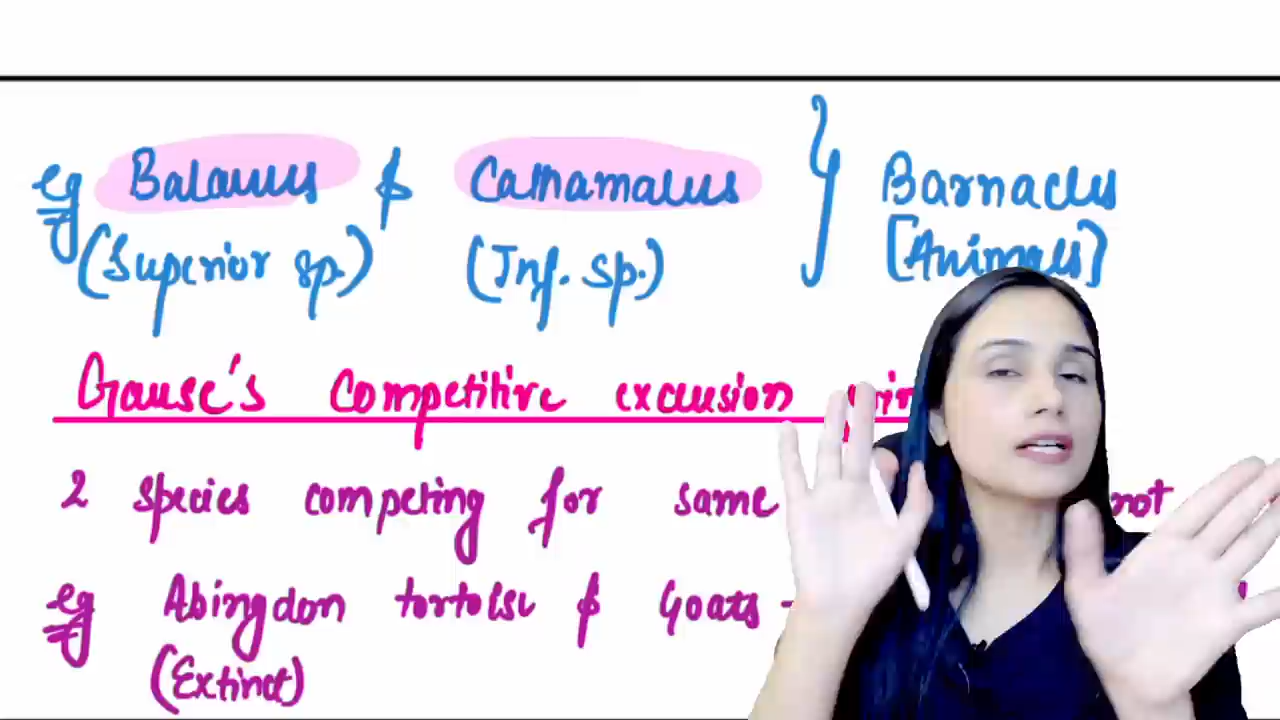 eg Balanus & Cathamalus } Barnacles
(Superior sp.) (Inf. sp.) [Animals]
Gause's competitive exclusion
2 species competing for same not
eg Abingdon tortoise & Goats -
(Extinct)